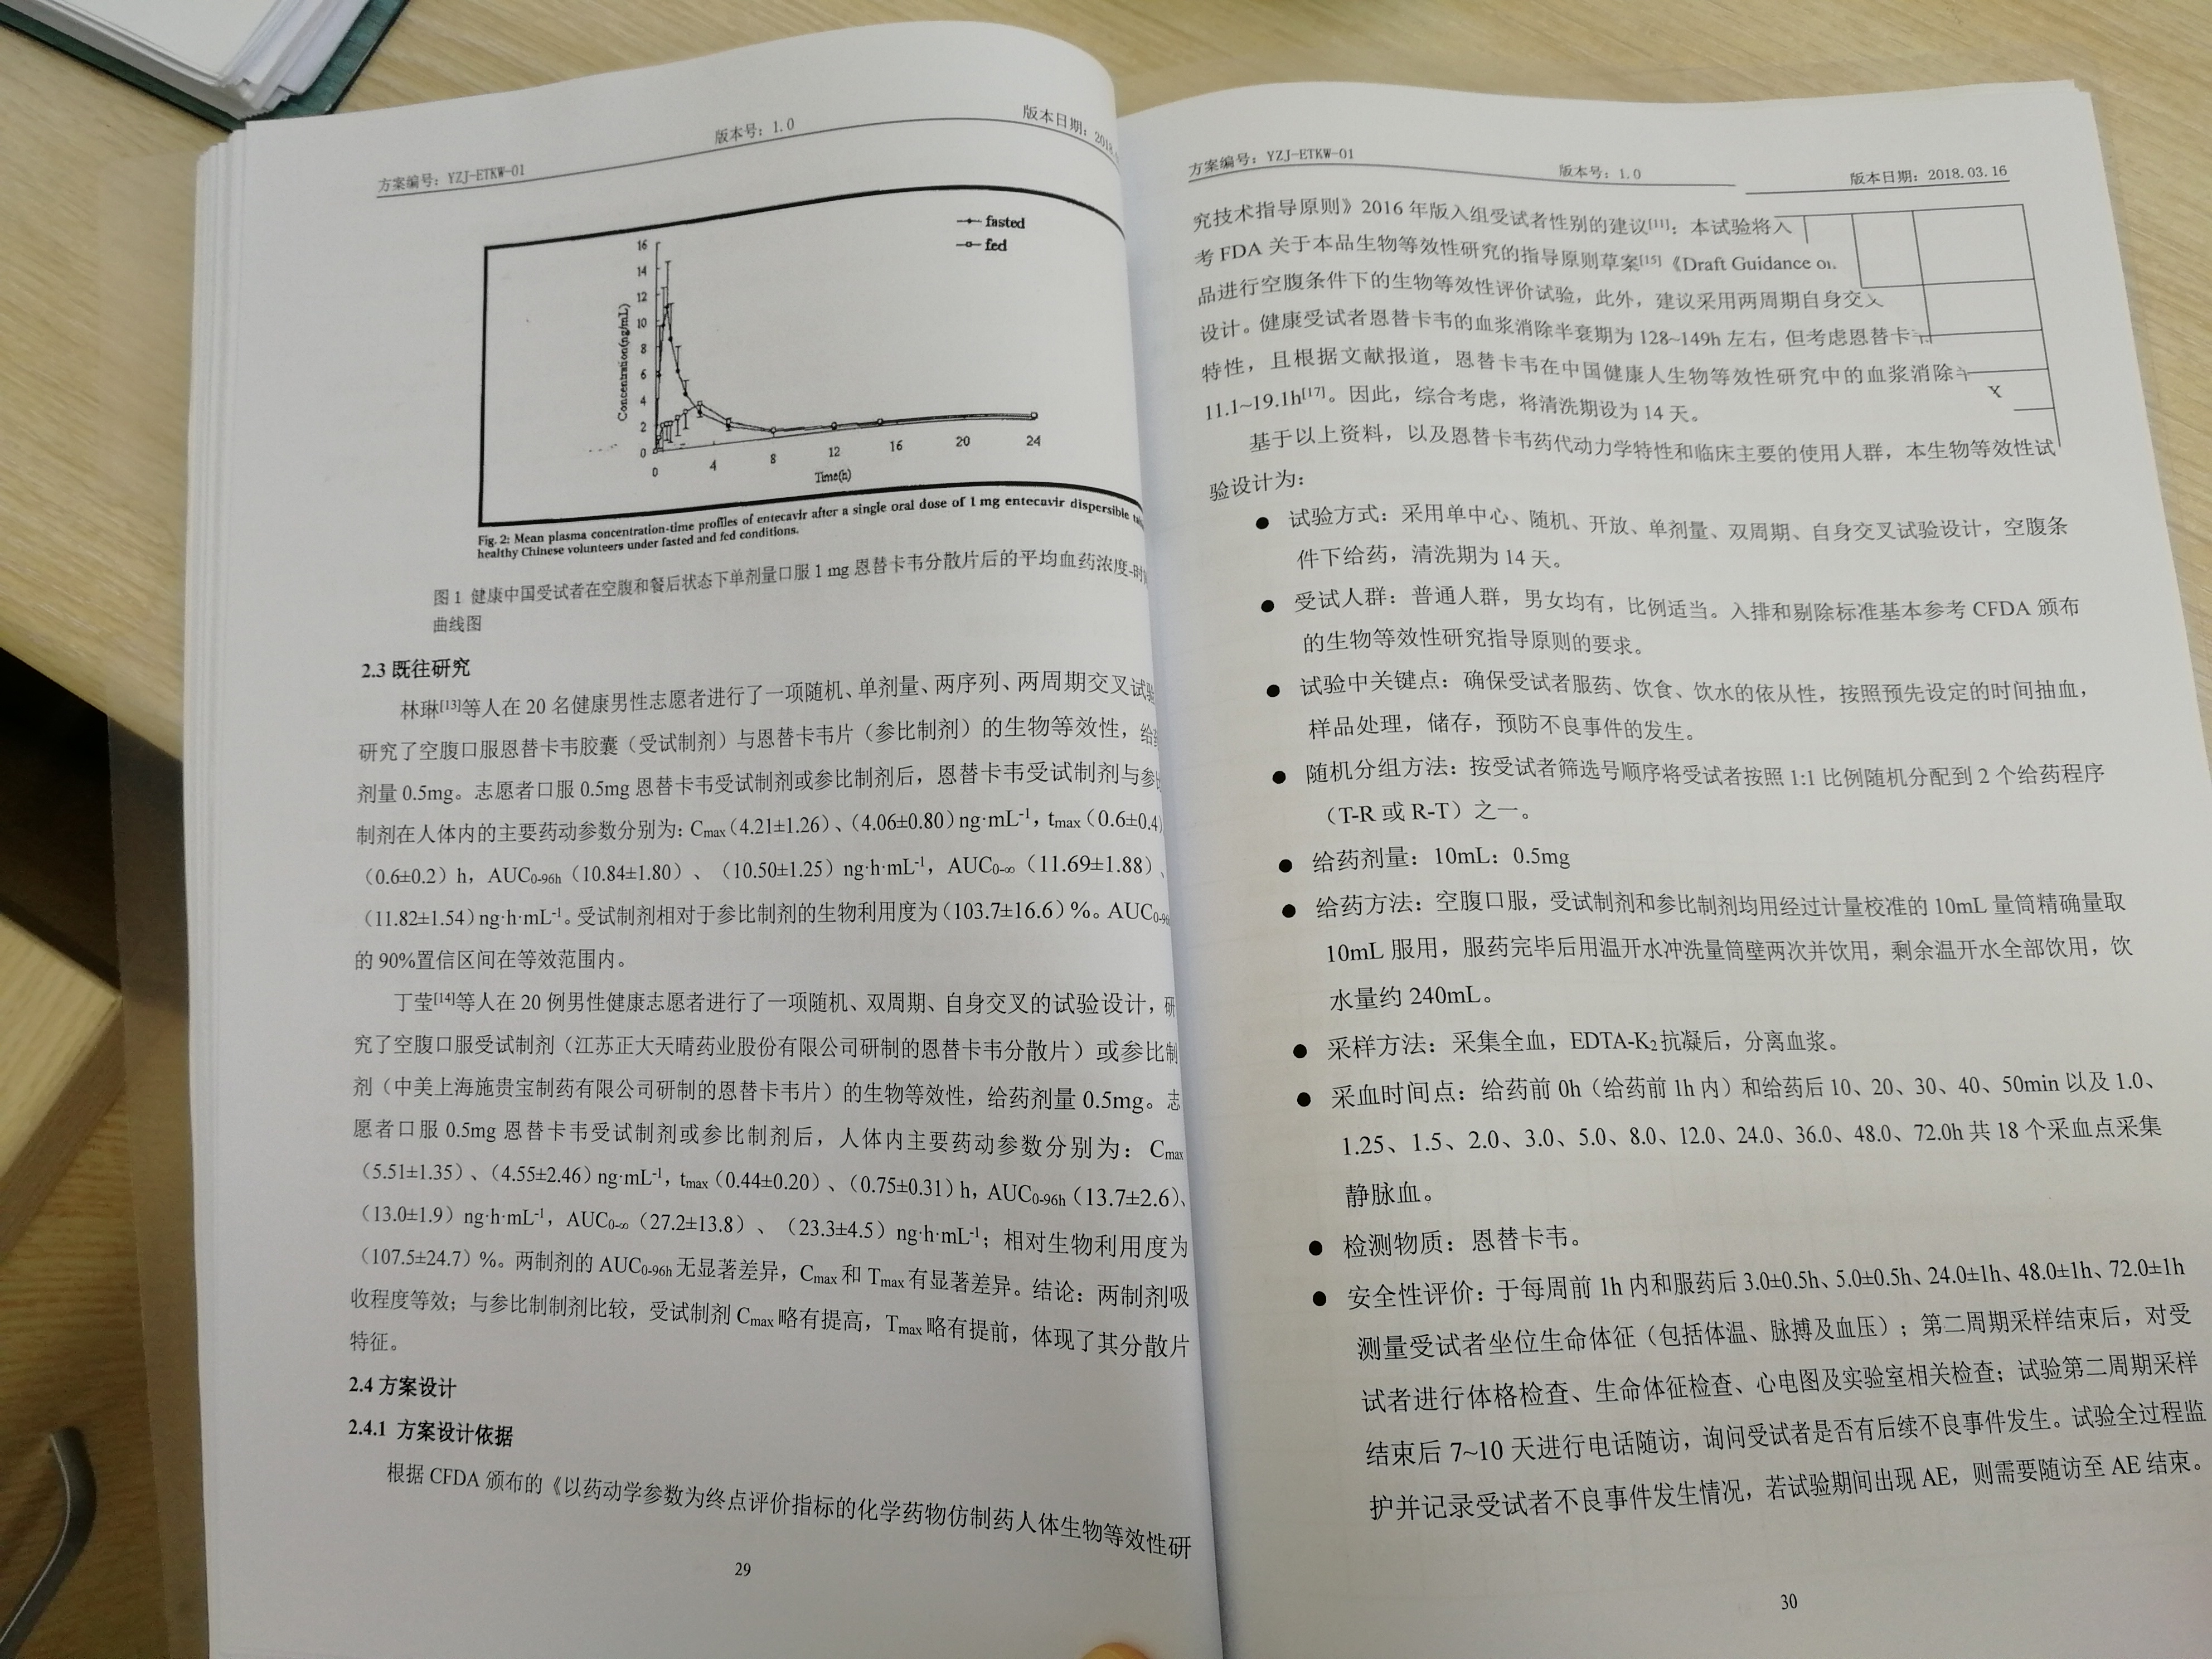 方案编号：YZJ-ETKW-01 版本号：1.0 版本日期：2018.
fasted
fed
Concentration(ng/mL)
16
14
12
10
8
6
4
2
0
0 4 8 12 16 20 24
Time(h)
Fig. 2: Mean plasma concentration-time profiles of entecavir after a single oral dose of 1 mg entecavir dispersible
healthy Chinese volunteers under fasted and fed conditions.
图 1 健康中国受试者在空腹和餐后状态下单剂量口服 1 mg 恩替卡韦分散片后的平均血药浓度-时
曲线图
2.3 既往研究
林琳[13]等人在 20 名健康男性志愿者进行了一项随机、单剂量、两序列、两周期交叉试
研究了空腹口服恩替卡韦胶囊（受试制剂）与恩替卡韦片（参比制剂）的生物等效性，给
剂量 0.5mg。志愿者口服 0.5mg 恩替卡韦受试制剂或参比制剂后，恩替卡韦受试制剂与参
制剂在人体内的主要药动参数分别为：Cmax（4.21±1.26）、（4.06±0.80）ng·mL-1，tmax（0.6±0.4）
（0.6±0.2）h，AUC0-96h（10.84±1.80）、（10.50±1.25）ng·h·mL-1，AUC0-∞（11.69±1.88）、
（11.82±1.54）ng·h·mL-1。受试制剂相对于参比制剂的生物利用度为（103.7±16.6）%。AUC0-96
的 90%置信区间在等效范围内。
丁莹[14]等人在 20 例男性健康志愿者进行了一项随机、双周期、自身交叉的试验设计，研
究了空腹口服受试制剂（江苏正大天晴药业股份有限公司研制的恩替卡韦分散片）或参比制
剂（中美上海施贵宝制药有限公司研制的恩替卡韦片）的生物等效性，给药剂量 0.5mg。志
愿者口服 0.5mg 恩替卡韦受试制剂或参比制剂后，人体内主要药动参数分别为：Cmax
（5.51±1.35）、（4.55±2.46）ng·mL-1，tmax（0.44±0.20）、（0.75±0.31）h，AUC0-96h（13.7±2.6）、
（13.0±1.9）ng·h·mL-1，AUC0-∞（27.2±13.8）、（23.3±4.5）ng·h·mL-1；相对生物利用度为
（107.5±24.7）%。两制剂的 AUC0-96h 无显著差异，Cmax 和 Tmax 有显著差异。结论：两制剂吸
收程度等效；与参比制制剂比较，受试制剂 Cmax 略有提高，Tmax 略有提前，体现了其分散片
特征。
2.4 方案设计
2.4.1 方案设计依据
根据 CFDA 颁布的《以药动学参数为终点评价指标的化学药物仿制药人体生物等效性研
29
方案编号：YZJ-ETKW-01 版本号：1.0 版本日期：2018.03.16
究技术指导原则》2016 年版入组受试者性别的建议[11]；本试验将入
考 FDA 关于本品生物等效性研究的指导原则草案[15]《Draft Guidance
品进行空腹条件下的生物等效性评价试验，此外，建议采用两周期自身交
设计。健康受试者恩替卡韦的血浆消除半衰期为 128~149h 左右，但考虑恩替卡
特性，且根据文献报道，恩替卡韦在中国健康人生物等效性研究中的血浆消除
11.1~19.1h[17]。因此，综合考虑，将清洗期设为 14 天。
X
基于以上资料，以及恩替卡韦药代动力学特性和临床主要的使用人群，本生物等效性试
验设计为：
● 试验方式：采用单中心、随机、开放、单剂量、双周期、自身交叉试验设计，空腹条
件下给药，清洗期为 14 天。
● 受试人群：普通人群，男女均有，比例适当。入排和剔除标准基本参考 CFDA 颁布
的生物等效性研究指导原则的要求。
● 试验中关键点：确保受试者服药、饮食、饮水的依从性，按照预先设定的时间抽血，
样品处理，储存，预防不良事件的发生。
● 随机分组方法：按受试者筛选号顺序将受试者按照 1:1 比例随机分配到 2 个给药程序
（T-R 或 R-T）之一。
● 给药剂量：10mL：0.5mg
● 给药方法：空腹口服，受试制剂和参比制剂均用经过计量校准的 10mL 量筒精确量取
10mL 服用，服药完毕后用温开水冲洗量筒壁两次并饮用，剩余温开水全部饮用，饮
水量约 240mL。
● 采样方法：采集全血，EDTA-K2 抗凝后，分离血浆。
● 采血时间点：给药前 0h（给药前 1h 内）和给药后 10、20、30、40、50min 以及 1.0、
1.25、1.5、2.0、3.0、5.0、8.0、12.0、24.0、36.0、48.0、72.0h 共 18 个采血点采集
静脉血。
● 检测物质：恩替卡韦。
● 安全性评价：于每周前 1h 内和服药后 3.0±0.5h、5.0±0.5h、24.0±1h、48.0±1h、72.0±1h
测量受试者坐位生命体征（包括体温、脉搏及血压）；第二周期采样结束后，对受
试者进行体格检查、生命体征检查、心电图及实验室相关检查；试验第二周期采样
结束后 7~10 天进行电话随访，询问受试者是否有后续不良事件发生。试验全过程监
护并记录受试者不良事件发生情况，若试验期间出现 AE，则需要随访至 AE 结束。
30